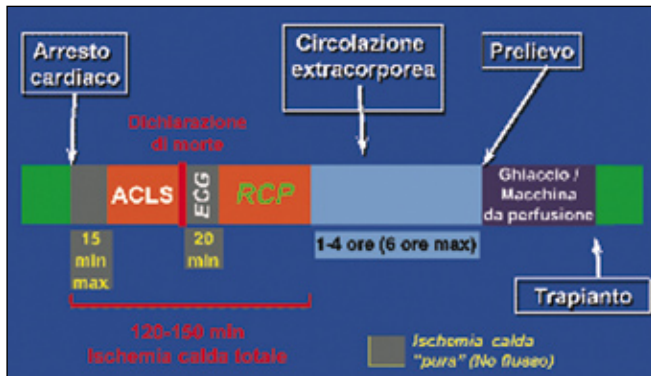 Arresto
cardiaco
Circolazione
extracorporea
Prelievo
Dichiarazione
di morte
ACLS
ECG
RCP
Ghiaccio /
Macchina
da perfusione
15
min
max
20
min
1-4 ore (6 ore max)
Trapianto
120-150 min
Ischemia calda totale
Ischemia calda
"pura" (No flusso)